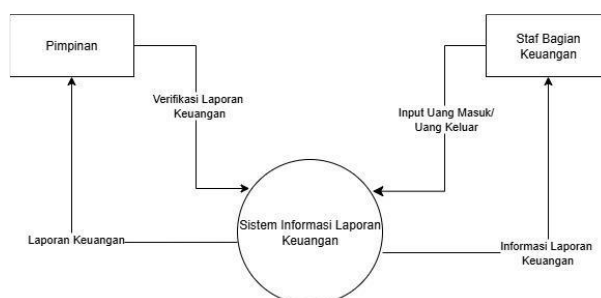 Pimpinan
Staf Bagian
Keuangan
Verifikasi Laporan
Keuangan
Input Uang Masuk/
Uang Keluar
Sistem Informasi Laporan
Keuangan
Laporan Keuangan
Informasi Laporan
Keuangan